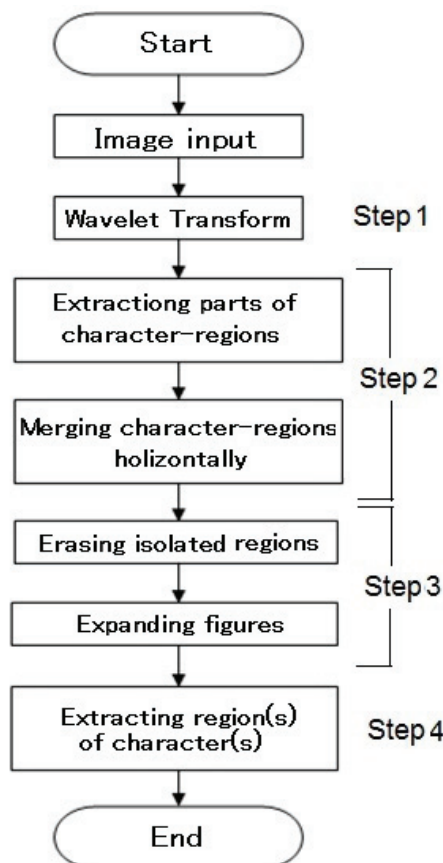 Start
Image input
Wavelet Transform
Step 1
Extractiong parts of
character-regions
Step 2
Merging character-regions
holizontally
Erasing isolated regions
Step 3
Expanding figures
Extracting region(s)
of character(s)
Step 4
End